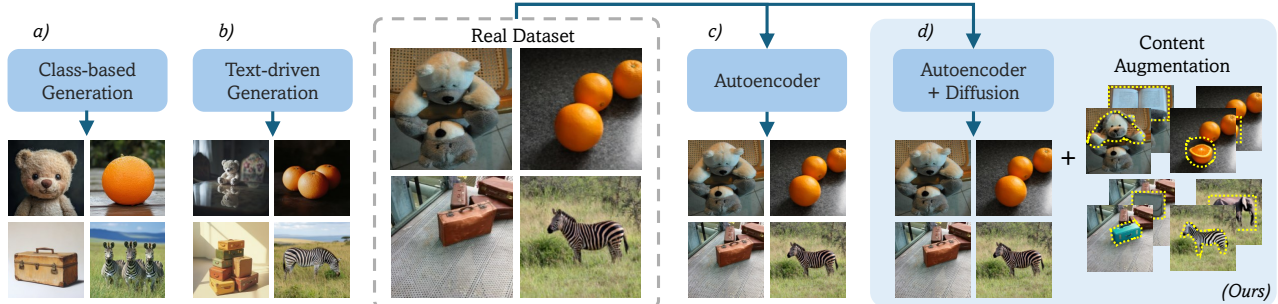 a)
Class-based
Generation
b)
Text-driven
Generation
Real Dataset
c)
Autoencoder
d)
Autoencoder
+ Diffusion
Content
Augmentation
+
(Ours)